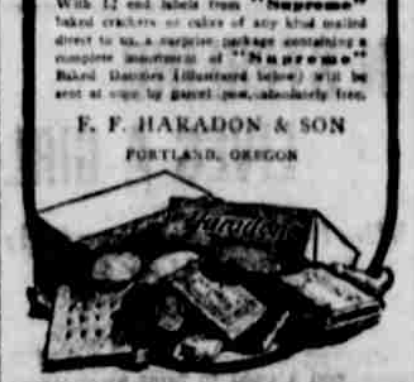 With 12 end labels from "Supreme"
baked crackers or cakes of any kind mailed
direct to us, a surprise package containing a
complete assortment of "Supreme"
Baked Dainties (illustrated below) will be
sent at once by parcel post, absolutely free.
F. F. HARADON & SON
PORTLAND, OREGON
Haradon's